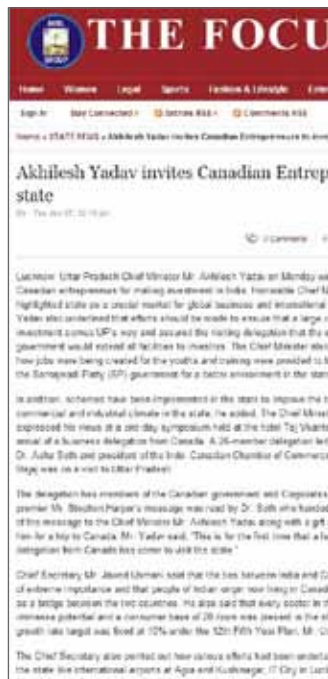 THE FOCU
Home Women Legal Sports Fashion & Lifestyle
Sign In Stay Connected Entries RSS Comments RSS
Home » STATE NEWS » Akhilesh Yadav invites Canadian Entrepreneurs to
Akhilesh Yadav invites Canadian Entrep
state
Lucknow: Uttar Pradesh Chief Minister Mr. Akhilesh Yadav on Monday
Canadian entrepreneurs for making investment in India. Honorable Chief
highlighted state as a crucial market for global business and international
Yadav also underlined that efforts should be made to ensure that a large
investment comes UP's way and assured the visiting delegation that the
government would extend all facilities to investors. The Chief Minister also
how jobs were being created for the youths and training were provided to
the Samajwadi Party (SP) government for a better environment in the state
In addition, schemes have been implemented in the state to improve the
commercial and industrial climate in the state, he added. The Chief
expressed his views at a one day symposium held at the hotel Taj
arrival of a business delegation from Canada. A 26-member delegation led
Dr. Asha Seth and president of the Indo Canadian Chamber of Commerce
was on a visit to Uttar Pradesh
The delegation has members of the Canadian government and Corporates
premier Mr. Stephen Harper's message was read by Dr. Seth who handed
of the message to the Chief Minister Mr. Akhilesh Yadav along with a gift
him for a trip to Canada. Mr. Yadav said, "This is for the first time that a
delegation from Canada has come to visit the state."
Chief Secretary Mr. Jawed Usmani said that the ties between India and
of extreme importance and that people of Indian origin now living in
as a bridge between the two countries. He also said that every sector in
immense potential and a consumer base of 20 crore was present in the
growth rate target was fixed at 10% under the 12th Fifth Year Plan, Mr.
The Chief Secretary also pointed out how various efforts had been
the state like international airports at Agra and Kushinagar, IT City in